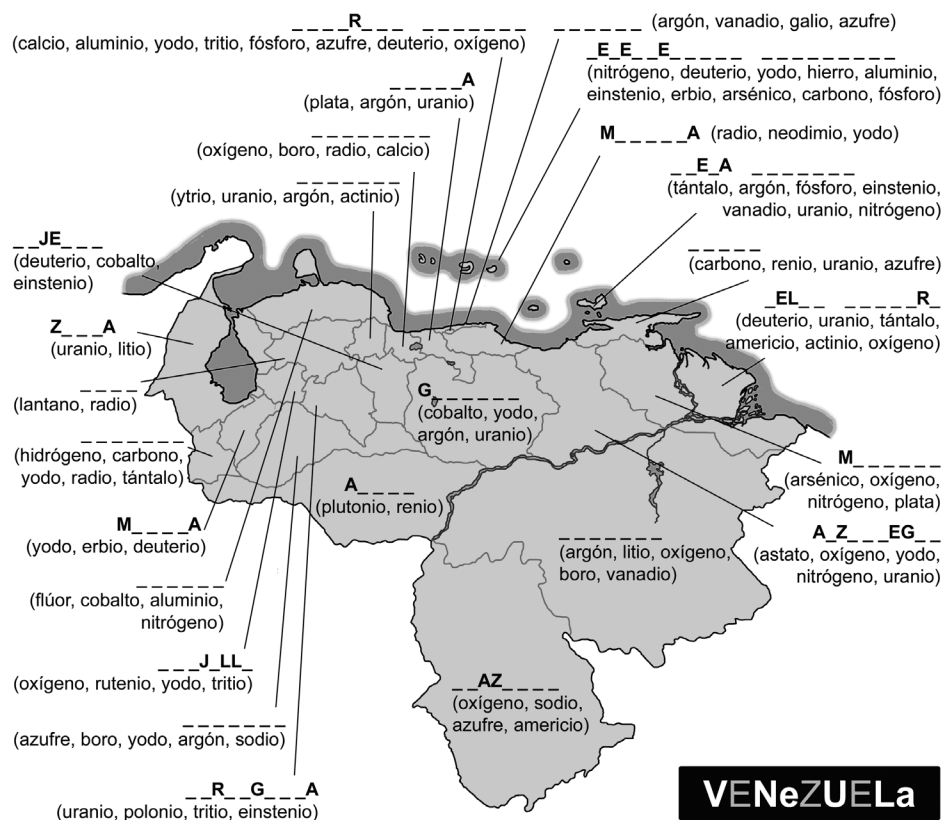 _ _ _ _ _ R _ _ _ _ _ _ _ _ _ _ _
(calcio, aluminio, yodo, tritio, fósforo, azufre, deuterio, oxígeno)
_ _ _ _ _ _ (argón, vanadio, galio, azufre)
_E_E__E_ _ _ _ _ _ _ _ _ _ _ _ _ _
(nitrógeno, deuterio, yodo, hierro, aluminio,
einstenio, erbio, arsénico, carbono, fósforo)
_ _ _ _ _ A
(plata, argón, uranio)
M_ _ _ _ _A (radio, neodimio, yodo)
_ _ _ _ _ _ _ _
(oxígeno, boro, radio, calcio)
_ _E_A _ _ _ _ _ _ _
(tántalo, argón, fósforo, einstenio,
vanadio, uranio, nitrógeno)
_ _ _ _ _ _ _
(ytrio, uranio, argón, actinio)
_ _JE_ _ _
(deuterio, cobalto,
einstenio)
_ _ _ _ _
(carbono, renio, uranio, azufre)
_EL_ _ _ _ _ _ _R_
(deuterio, uranio, tántalo,
americio, actinio, oxígeno)
Z_ _ _A
(uranio, litio)
_ _ _ _
(lantano, radio)
G_ _ _ _ _ _
(cobalto, yodo,
argón, uranio)
_ _ _ _ _ _ _
(hidrógeno, carbono,
yodo, radio, tántalo)
M_ _ _ _ _ _
(arsénico, oxígeno,
nitrógeno, plata)
A_ _ _ _
(plutonio, renio)
M_ _ _ _A
(yodo, erbio, deuterio)
A_Z_ _ _EG_ _
(astato, oxígeno, yodo,
nitrógeno, uranio)
_ _ _ _ _ _ _
(argón, litio, oxígeno,
boro, vanadio)
_ _ _ _ _ _
(flúor, cobalto, aluminio,
nitrógeno)
_ _ _J_LL_
(oxígeno, rutenio, yodo, tritio)
_ _AZ_ _ _ _
(oxígeno, sodio,
azufre, americio)
_ _ _ _ _ _ _
(azufre, boro, yodo, argón, sodio)
_ _R_ _G_ _ _A
(uranio, polonio, tritio, einstenio)
VENeZUELa